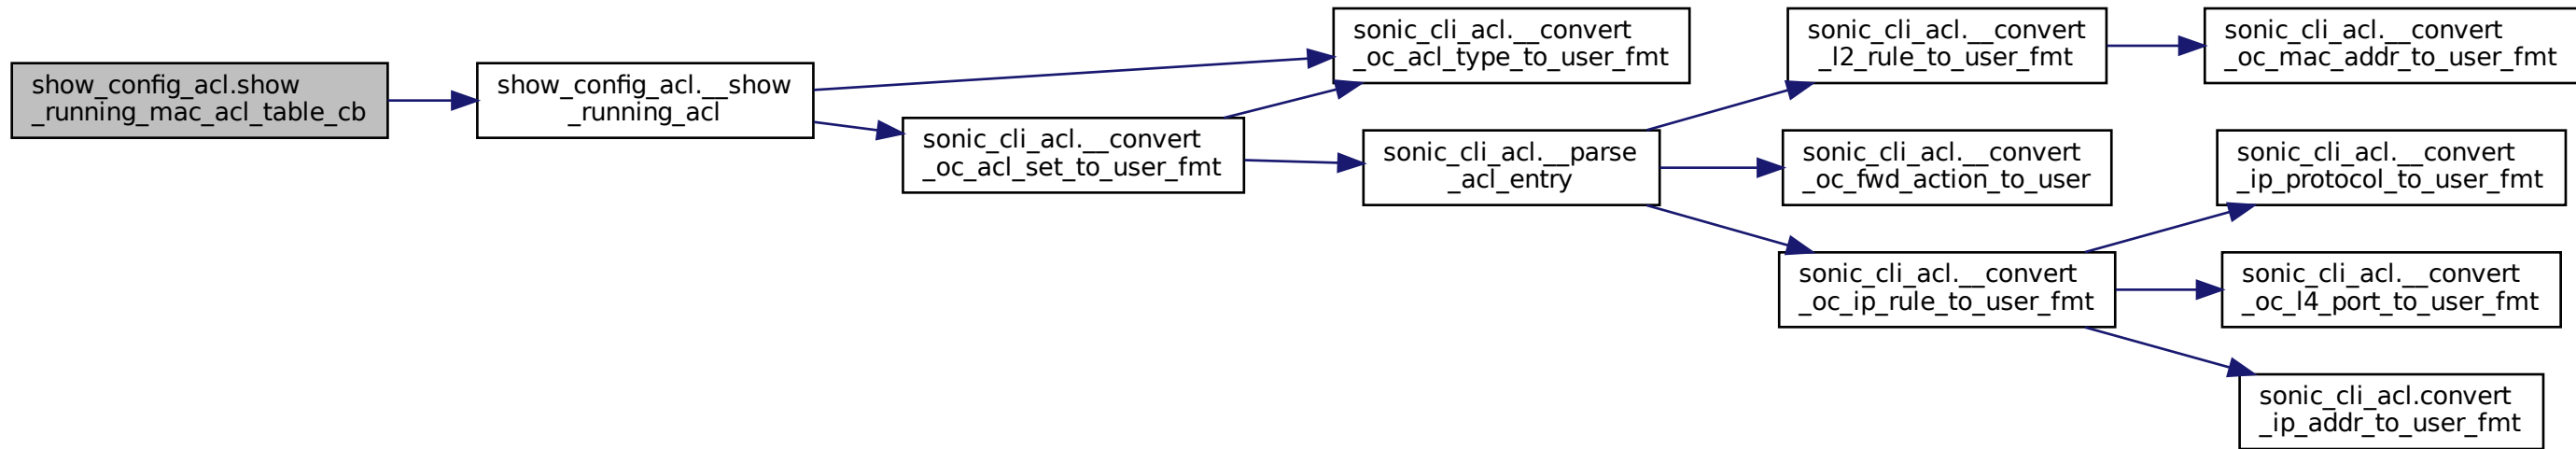 show_config_acl.show
_running_mac_acl_table_cb
show_config_acl.__show
_running_acl
sonic_cli_acl.__convert
_oc_acl_type_to_user_fmt
sonic_cli_acl.__convert
_oc_acl_set_to_user_fmt
sonic_cli_acl.__parse
_acl_entry
sonic_cli_acl.__convert
_l2_rule_to_user_fmt
sonic_cli_acl.__convert
_oc_mac_addr_to_user_fmt
sonic_cli_acl.__convert
_oc_fwd_action_to_user
sonic_cli_acl.__convert
_oc_ip_rule_to_user_fmt
sonic_cli_acl.__convert
_ip_protocol_to_user_fmt
sonic_cli_acl.__convert
_oc_l4_port_to_user_fmt
sonic_cli_acl.convert
_ip_addr_to_user_fmt